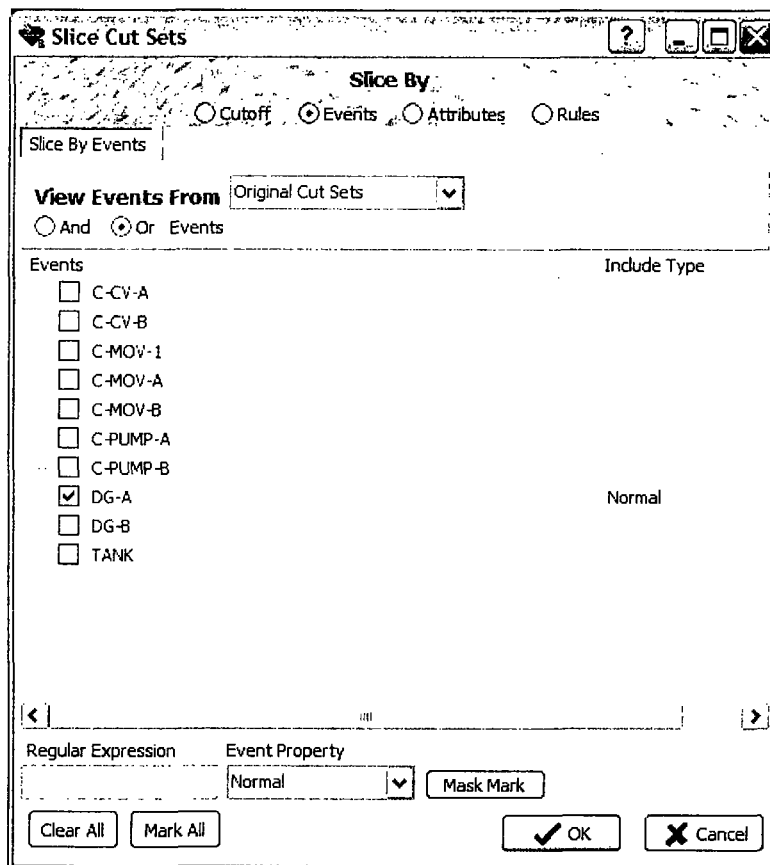 Slice Cut Sets ?
Slice By
Cutoff Events Attributes Rules
Slice By Events
View Events From Original Cut Sets
And Or Events
Events Include Type
C-CV-A
C-CV-B
C-MOV-1
C-MOV-A
C-MOV-B
C-PUMP-A
C-PUMP-B
DG-A Normal
DG-B
TANK
Regular Expression Event Property
Normal Mask Mark
Clear All Mark All OK Cancel